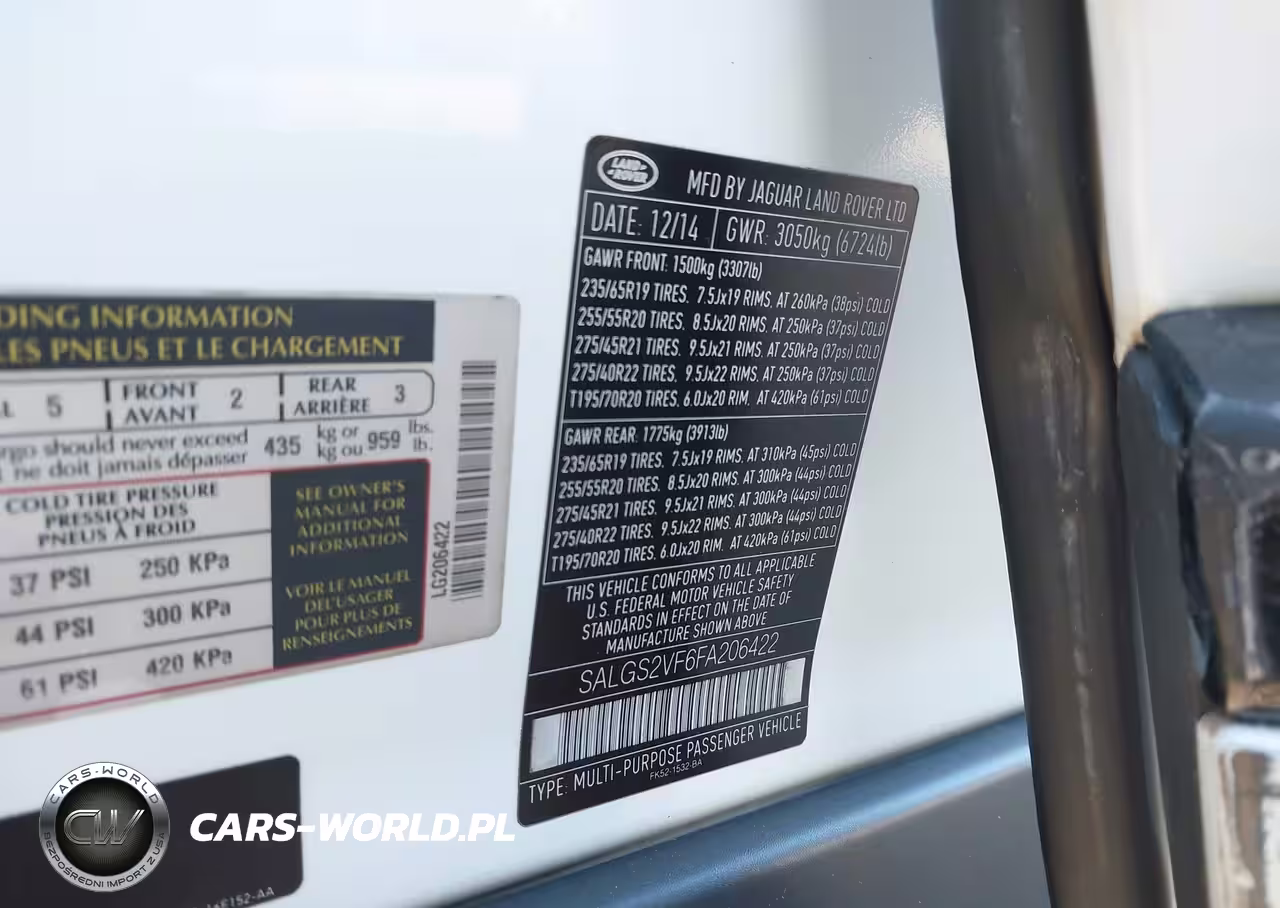 DING INFORMATION
LES PNEUS ET LE CHARGEMENT
L 5 FRONT AVANT 2 REAR ARRIÈRE 3
rgo should never exceed 435 kg or 959 lbs.
ne doit jamais dépasser kg ou lb.
COLD TIRE PRESSURE
PRESSION DES
PNEUS À FROID
37 PSI 250 KPa
44 PSI 300 KPa
61 PSI 420 KPa
SEE OWNER'S
MANUAL FOR
ADDITIONAL
INFORMATION
VOIR LE MANUEL
DE L'USAGER
POUR PLUS DE
RENSEIGNEMENTS
LG206422
LAND ROVER
MFD BY JAGUAR LAND ROVER LTD
DATE: 12/14 GWR: 3050kg (6724lb)
GAWR FRONT: 1500kg (3307lb)
235/65R19 TIRES. 7.5Jx19 RIMS. AT 260kPa (38psi) COLD
255/55R20 TIRES. 8.5Jx20 RIMS. AT 250kPa (37psi) COLD
275/45R21 TIRES. 9.5Jx21 RIMS. AT 250kPa (37psi) COLD
275/40R22 TIRES. 9.5Jx22 RIMS. AT 250kPa (37psi) COLD
T195/70R20 TIRES. 6.0Jx20 RIM. AT 420kPa (61psi) COLD
GAWR REAR: 1775kg (3913lb)
235/65R19 TIRES. 7.5Jx19 RIMS. AT 310kPa (45psi) COLD
255/55R20 TIRES. 8.5Jx20 RIMS. AT 300kPa (44psi) COLD
275/45R21 TIRES. 9.5Jx21 RIMS. AT 300kPa (44psi) COLD
275/40R22 TIRES. 9.5Jx22 RIMS. AT 300kPa (44psi) COLD
T195/70R20 TIRES. 6.0Jx20 RIM. AT 420kPa (61psi) COLD
THIS VEHICLE CONFORMS TO ALL APPLICABLE
U.S. FEDERAL MOTOR VEHICLE SAFETY
STANDARDS IN EFFECT ON THE DATE OF
MANUFACTURE SHOWN ABOVE
SALGS2VF6FA206422
TYPE: MULTI-PURPOSE PASSENGER VEHICLE
FK52-1532-BA
CARS-WORLD
CW
BEZPOŚREDNI IMPORT Z USA
CARS-WORLD.PL
E152-AA